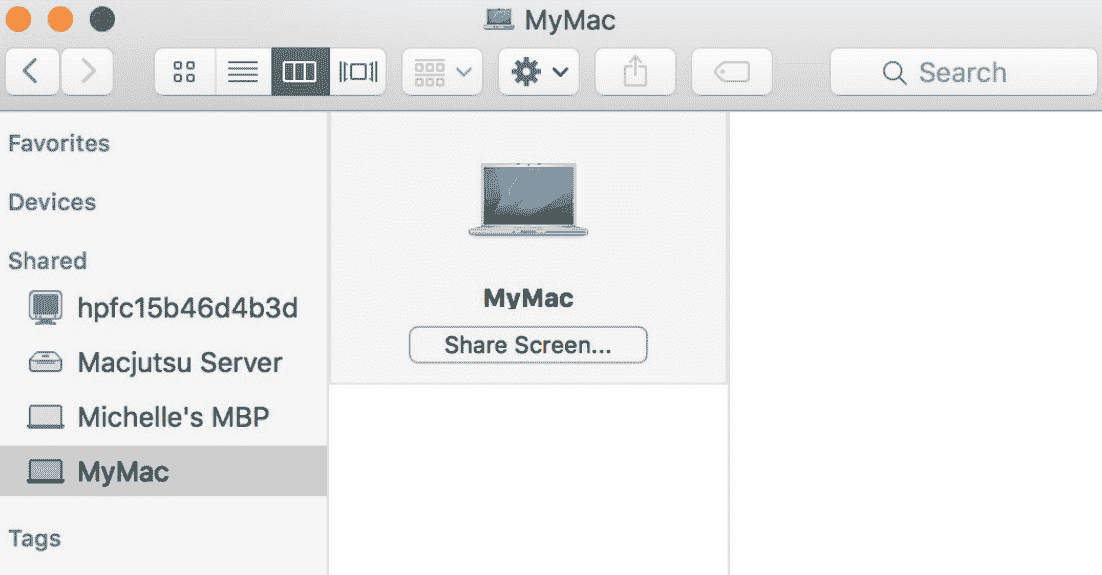 MyMac
Search
Favorites
Devices
Shared
hpfc15b46d4b3d
Macjutsu Server
Michelle's MBP
MyMac
Tags
MyMac
Share Screen...